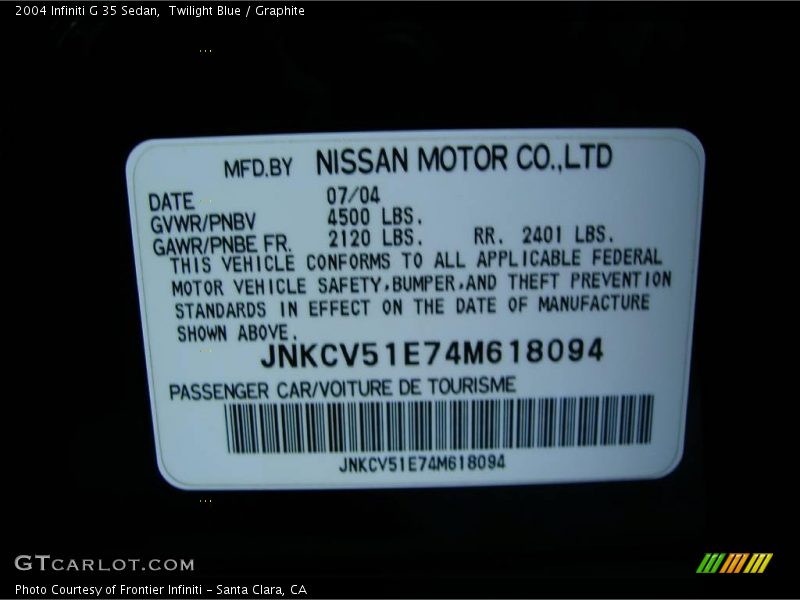 2004 Infiniti G 35 Sedan,  Twilight Blue / Graphite
MFD.BY NISSAN MOTOR CO.,LTD
DATE 07/04
GVWR/PNBV 4500 LBS.
GAWR/PNBE FR. 2120 LBS. RR. 2401 LBS.
THIS VEHICLE CONFORMS TO ALL APPLICABLE FEDERAL
MOTOR VEHICLE SAFETY,BUMPER,AND THEFT PREVENTION
STANDARDS IN EFFECT ON THE DATE OF MANUFACTURE
SHOWN ABOVE.
JNKCV51E74M618094
PASSENGER CAR/VOITURE DE TOURISME
JNKCV51E74M618094
GTCARLOT.COM
Photo Courtesy of Frontier Infiniti - Santa Clara, CA